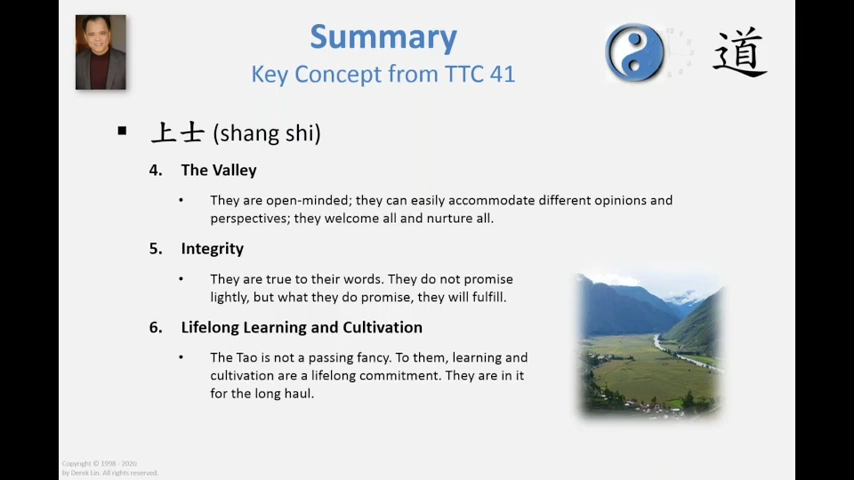 Summary
Key Concept from TTC 41
道
▪ 上士 (shang shi)
4. The Valley
• They are open-minded; they can easily accommodate different opinions and
perspectives; they welcome all and nurture all.
5. Integrity
• They are true to their words. They do not promise
lightly, but what they do promise, they will fulfill.
6. Lifelong Learning and Cultivation
• The Tao is not a passing fancy. To them, learning and
cultivation are a lifelong commitment. They are in it
for the long haul.
Copyright © 1998 - 2020
by Derek Lin. All rights reserved.